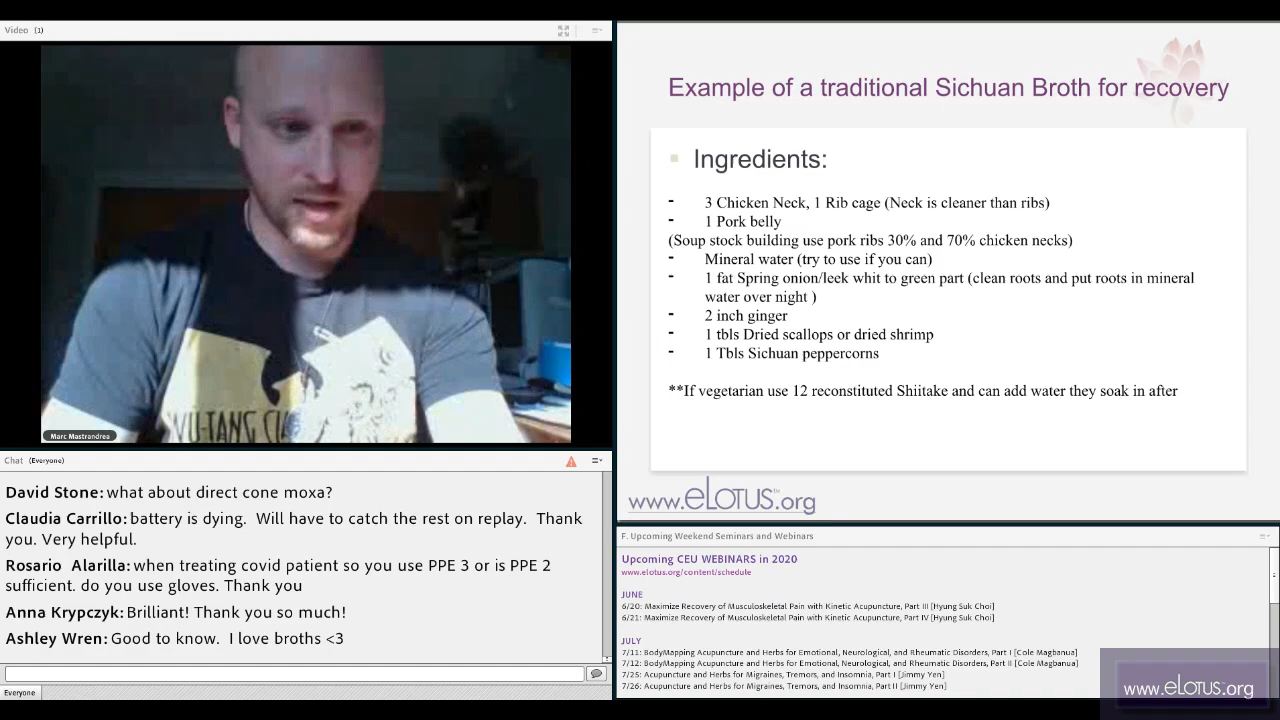 Video (1)
WU-TANG
Marc Mastrandrea
Chat (Everyone)
David Stone: what about direct cone moxa?
Claudia Carrillo: battery is dying. Will have to catch the rest on replay. Thank
you. Very helpful.
Rosario Alarilla: when treating covid patient so you use PPE 3 or is PPE 2
sufficient. do you use gloves. Thank you
Anna Krypczyk: Brilliant! Thank you so much!
Ashley Wren: Good to know. I love broths <3
Everyone
Example of a traditional Sichuan Broth for recovery
Ingredients:
- 3 Chicken Neck, 1 Rib cage (Neck is cleaner than ribs)
- 1 Pork belly
(Soup stock building use pork ribs 30% and 70% chicken necks)
- Mineral water (try to use if you can)
- 1 fat Spring onion/leek whit to green part (clean roots and put roots in mineral
water over night )
- 2 inch ginger
- 1 tbls Dried scallops or dried shrimp
- 1 Tbls Sichuan peppercorns
**If vegetarian use 12 reconstituted Shiitake and can add water they soak in after
www.eLOTUS.org
F. Upcoming Weekend Seminars and Webinars
Upcoming CEU WEBINARS in 2020
www.elotus.org/content/schedule
JUNE
6/20: Maximize Recovery of Musculoskeletal Pain with Kinetic Acupuncture, Part III [Hyung Suk Choi]
6/21: Maximize Recovery of Musculoskeletal Pain with Kinetic Acupuncture, Part IV [Hyung Suk Choi]
JULY
7/11: BodyMapping Acupuncture and Herbs for Emotional, Neurological, and Rheumatic Disorders, Part I [Cole Magbanua]
7/12: BodyMapping Acupuncture and Herbs for Emotional, Neurological, and Rheumatic Disorders, Part II [Cole Magbanua]
7/25: Acupuncture and Herbs for Migraines, Tremors, and Insomnia, Part I [Jimmy Yen]
7/26: Acupuncture and Herbs for Migraines, Tremors, and Insomnia, Part II [Jimmy Yen]
www.eLOTUS.org